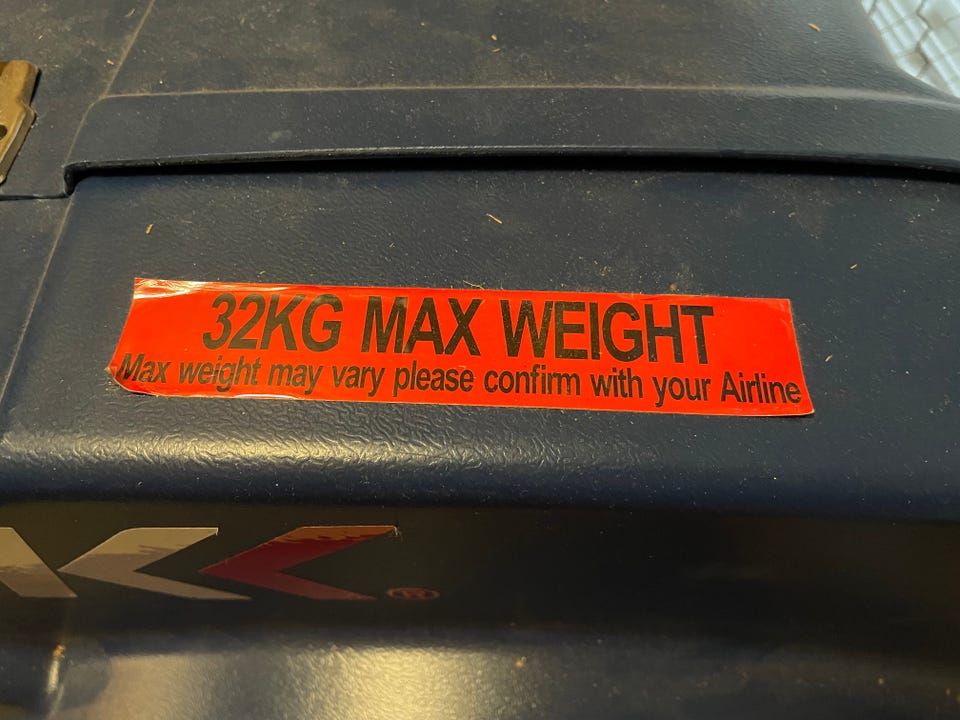 32KG MAX WEIGHT
Max weight may vary please confirm with your Airline
®